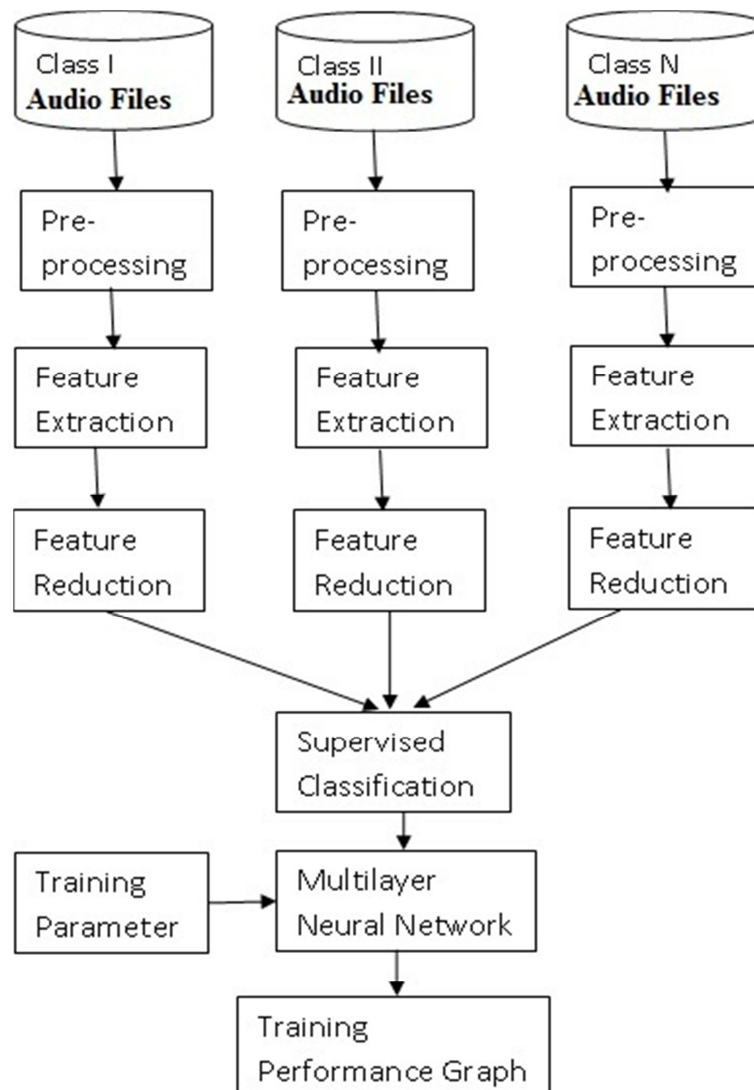 Class I
Audio Files
Class II
Audio Files
Class N
Audio Files
Pre-
processing
Pre-
processing
Pre-
processing
Feature
Extraction
Feature
Extraction
Feature
Extraction
Feature
Reduction
Feature
Reduction
Feature
Reduction
Supervised
Classification
Training
Parameter
Multilayer
Neural Network
Training
Performance Graph